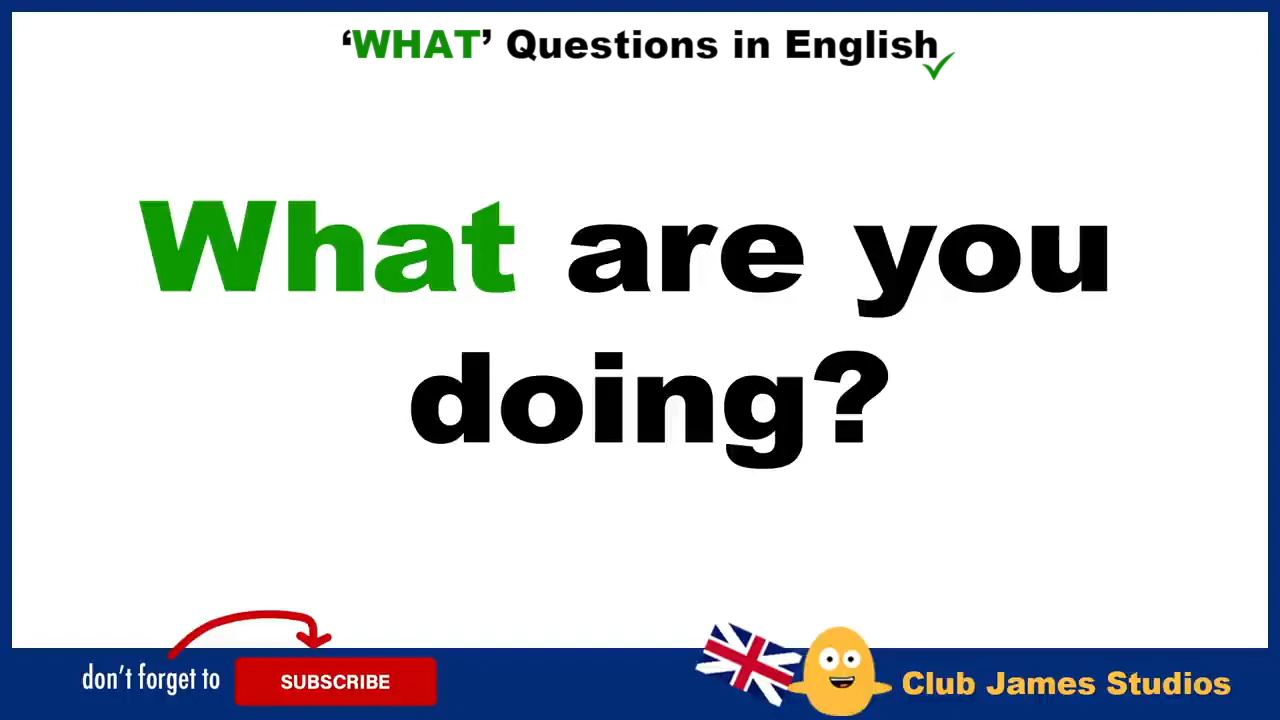 ‘WHAT’ Questions in English
What are you
doing?
don't forget to
SUBSCRIBE
Club James Studios